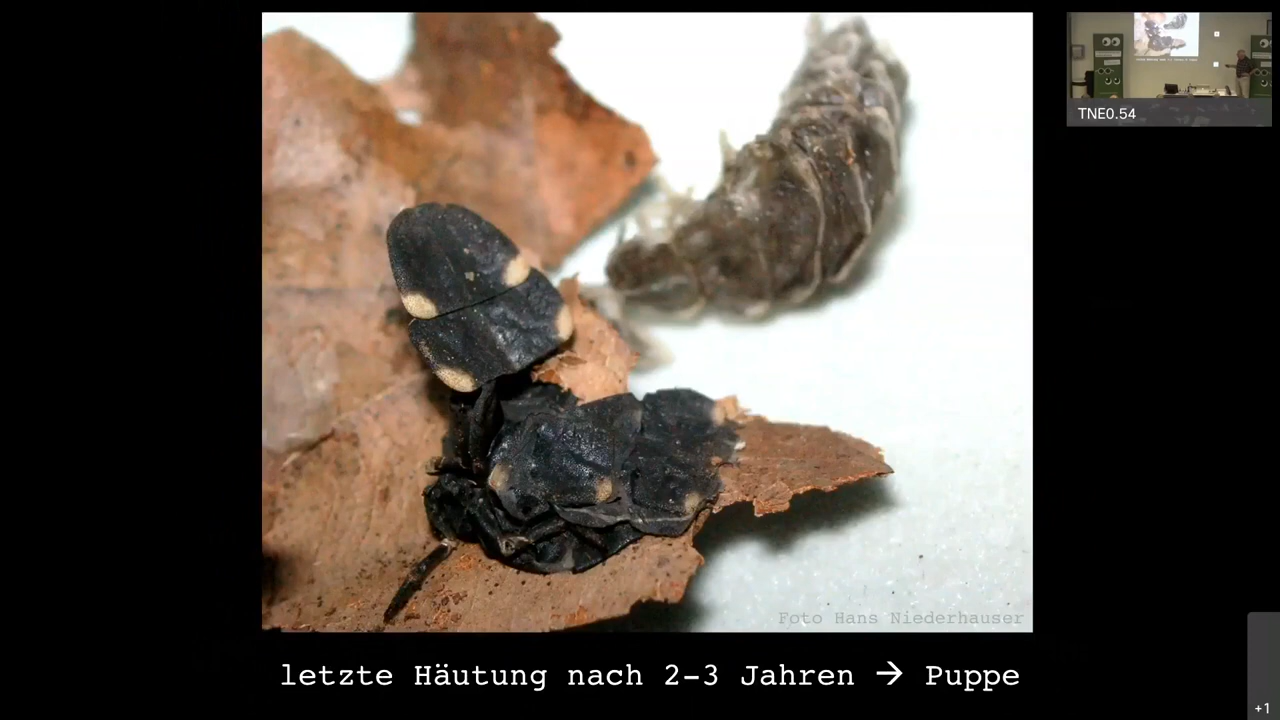 TNE0.54
Foto Hans Niederhauser
letzte Häutung nach 2-3 Jahren → Puppe
+1